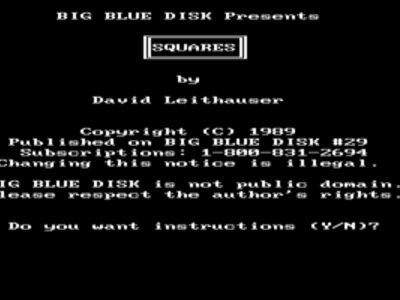 BIG BLUE DISK Presents
SQUARES
by
David Leithauser
Copyright (C) 1989
Published on BIG BLUE DISK #29
Subscriptions: 1-800-831-2694
Changing this notice is illegal.
IG BLUE DISK is not public domain.
lease respect the author's rights.
Do you want instructions (Y/N)?